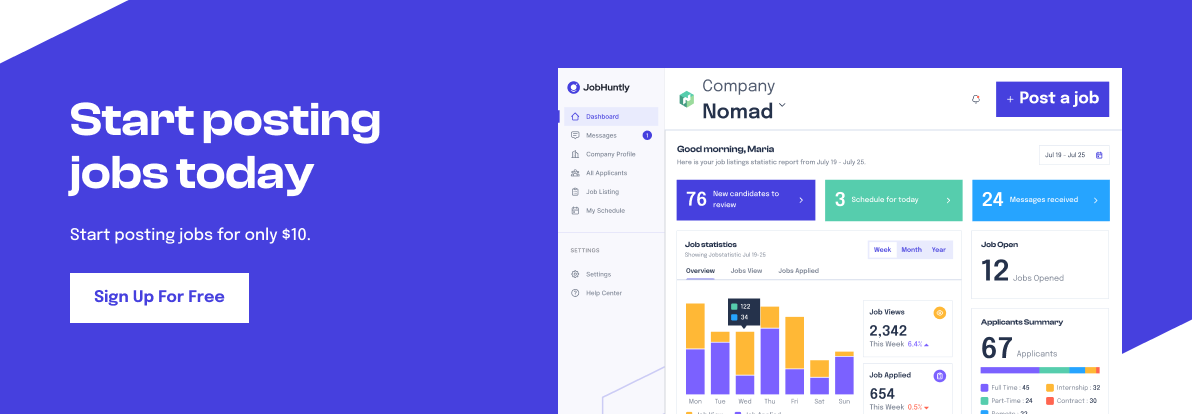 Start posting
jobs today
Start posting jobs for only $10.
Sign Up For Free
JobHuntly
Dashboard
Messages
1
Company Profile
All Applicants
Job Listing
My Schedule
SETTINGS
Settings
Help Center
Company
Nomad
+ Post a job
Good morning, Maria
Here is your job listings statistic report from July 19 - July 25.
Jul 19 - Jul 25
76 New candidates to
review
3 Schedule for today
24 Messages received
Job statistics
Showing Jobstatistic Jul 19-25
Week Month Year
Overview Jobs View Jobs Applied
122
34
Mon Tue Wed Thu Fri Sat Sun
Job View Job Applied
Job Views
2,342
This Week 6.4%
Job Applied
654
This Week 0.5%
Job Open
12 Jobs Opened
Applicants Summary
67 Applicants
Full Time : 45 Internship : 32
Part-Time : 24 Contract : 30
Remote : 22